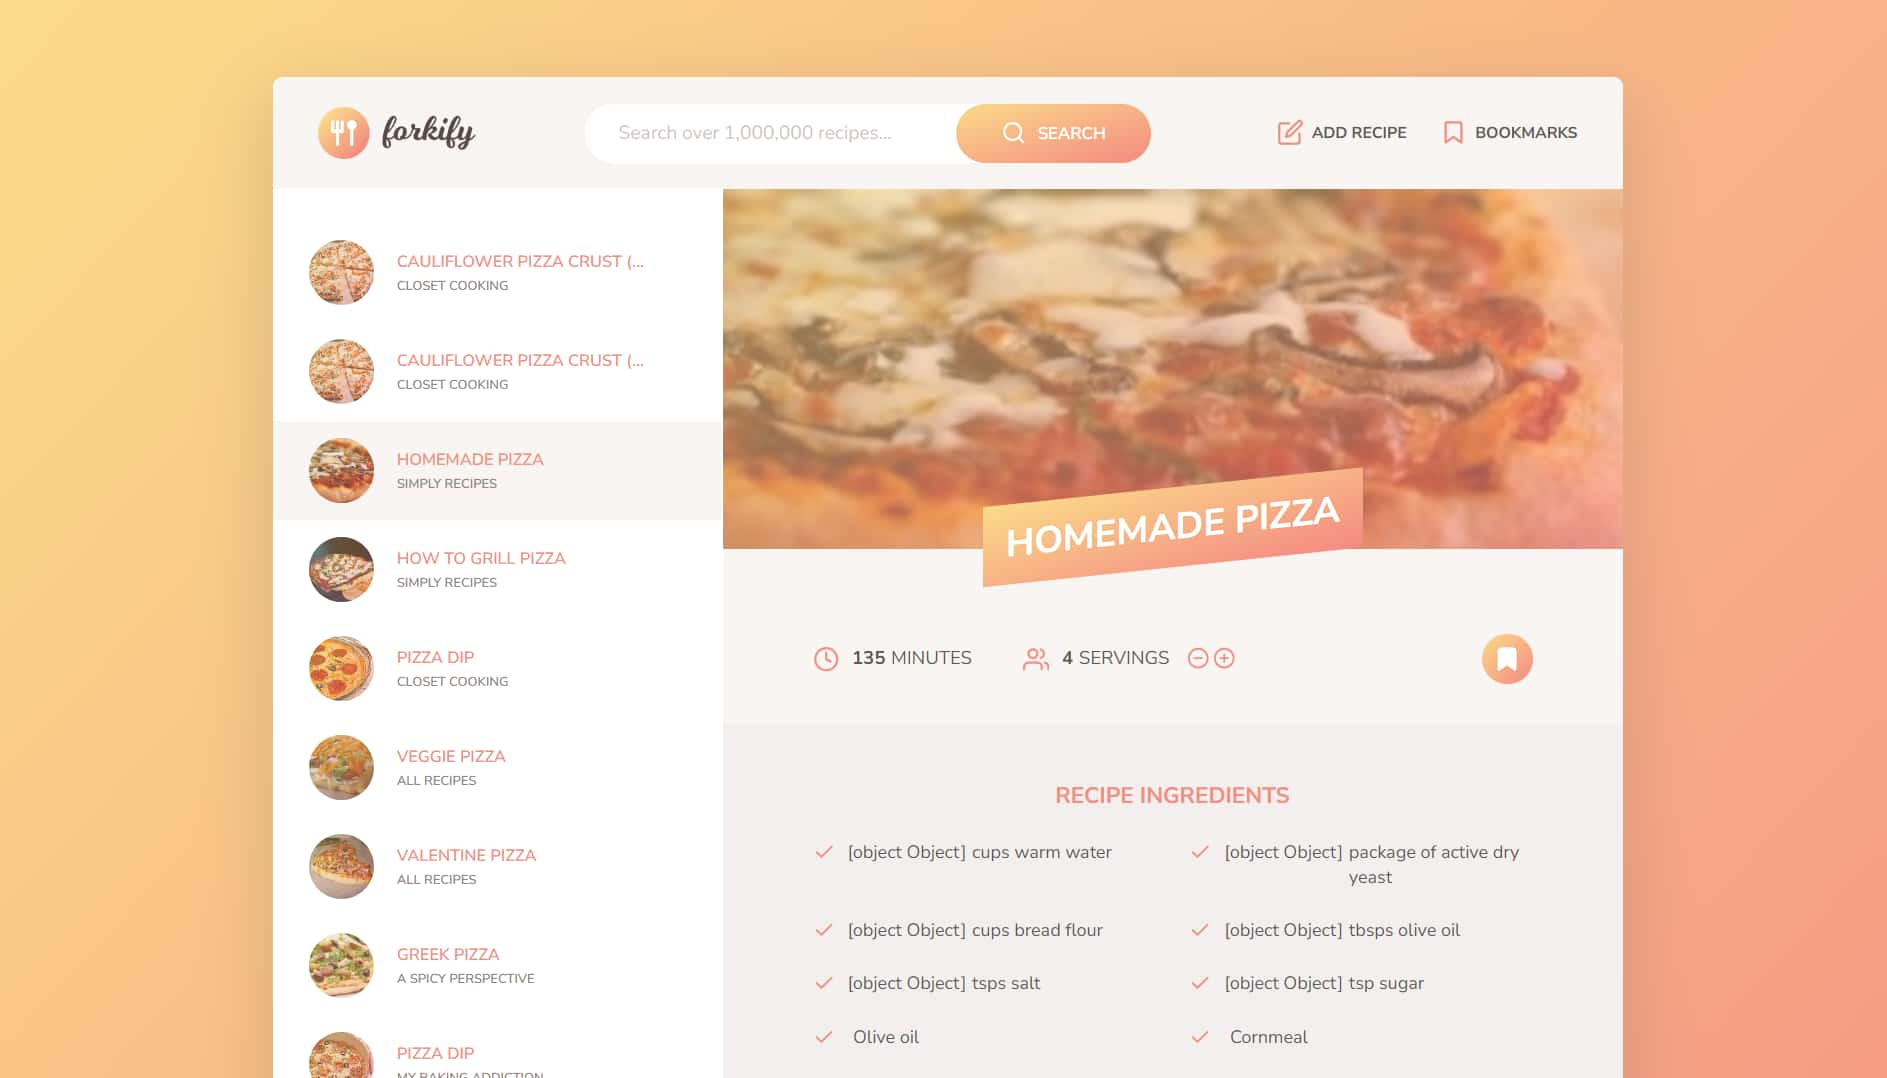 forkify
Search over 1,000,000 recipes...
SEARCH
ADD RECIPE
BOOKMARKS
CAULIFLOWER PIZZA CRUST (...
CLOSET COOKING
CAULIFLOWER PIZZA CRUST (...
CLOSET COOKING
HOMEMADE PIZZA
SIMPLY RECIPES
HOW TO GRILL PIZZA
SIMPLY RECIPES
PIZZA DIP
CLOSET COOKING
VEGGIE PIZZA
ALL RECIPES
VALENTINE PIZZA
ALL RECIPES
GREEK PIZZA
A SPICY PERSPECTIVE
PIZZA DIP
MY BAKING ADDICTION
HOMEMADE PIZZA
135 MINUTES
4 SERVINGS
RECIPE INGREDIENTS
[object Object] cups warm water
[object Object] package of active dry
yeast
[object Object] cups bread flour
[object Object] tbsps olive oil
[object Object] tsps salt
[object Object] tsp sugar
Olive oil
Cornmeal